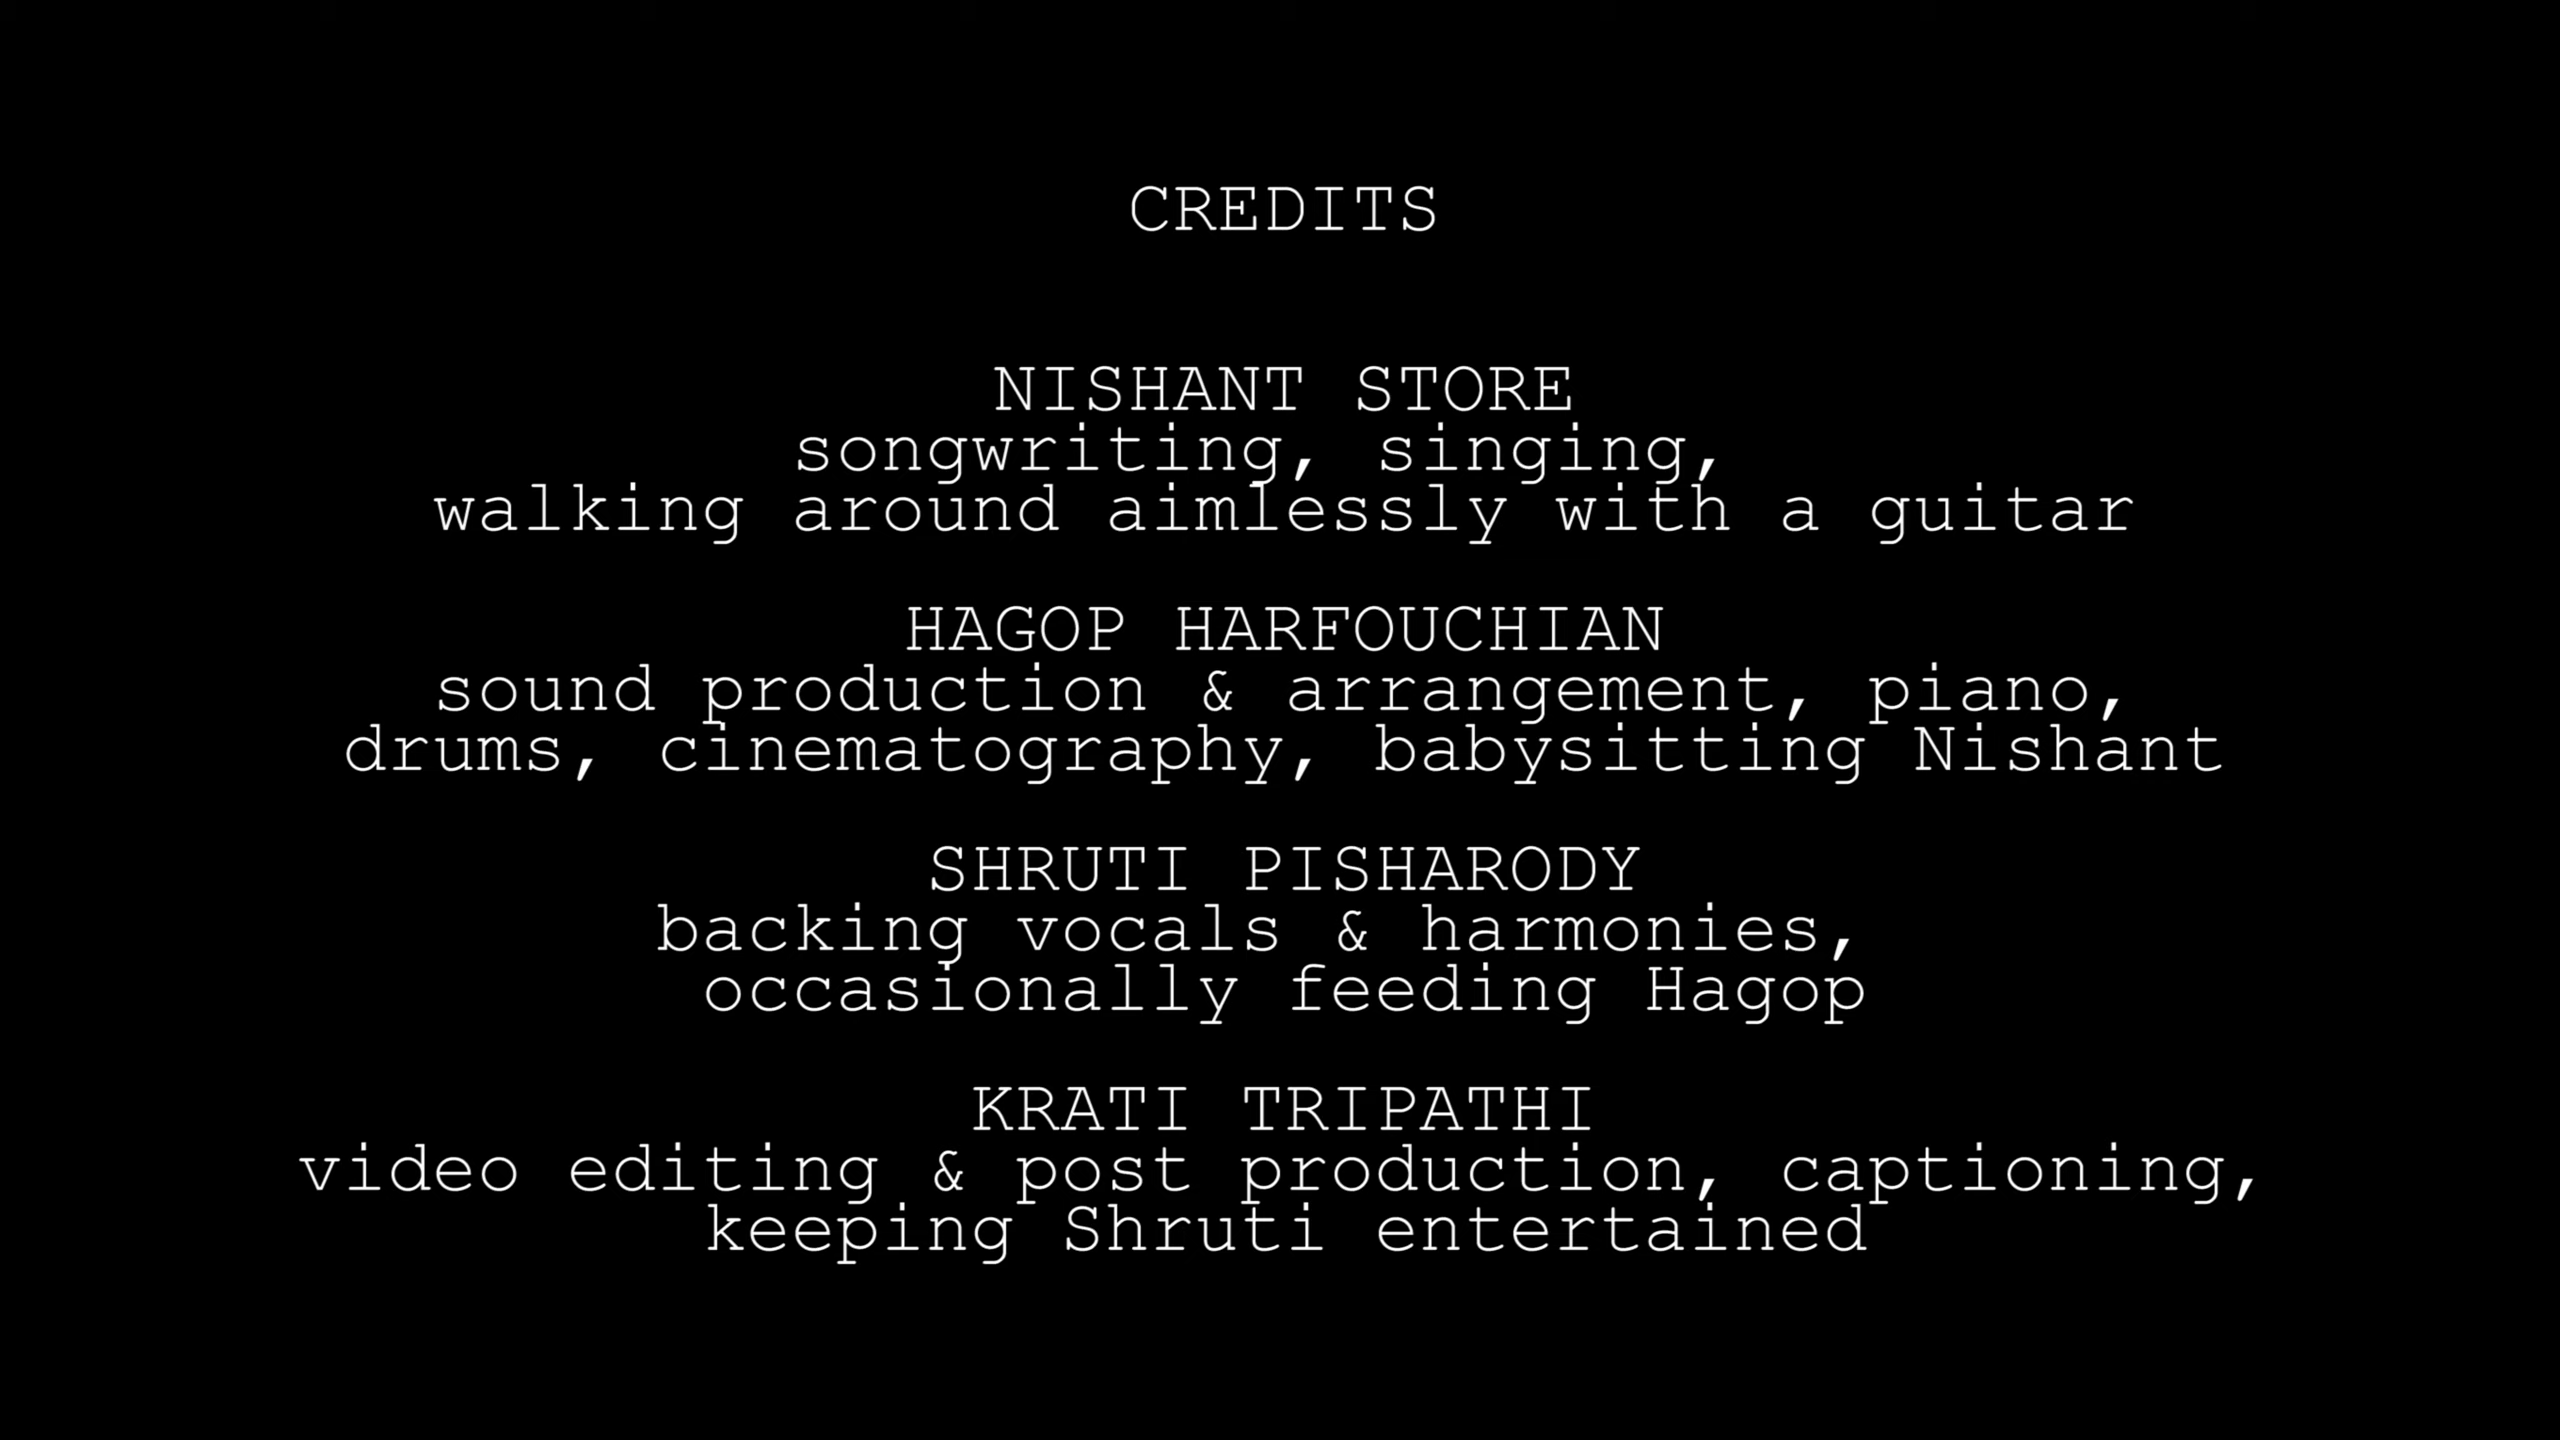 CREDITS
NISHANT STORE
songwriting, singing,
walking around aimlessly with a guitar
HAGOP HARFOUCHIAN
sound production & arrangement, piano,
drums, cinematography, babysitting Nishant
SHRUTI PISHARODY
backing vocals & harmonies,
occasionally feeding Hagop
KRATI TRIPATHI
video editing & post production, captioning,
keeping Shruti entertained